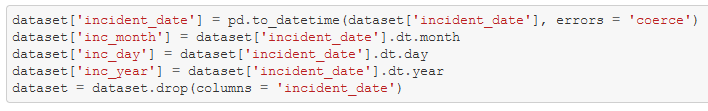 dataset['incident_date'] = pd.to_datetime(dataset['incident_date'], errors = 'coerce')
dataset['inc_month'] = dataset['incident_date'].dt.month
dataset['inc_day'] = dataset['incident_date'].dt.day
dataset['inc_year'] = dataset['incident_date'].dt.year
dataset = dataset.drop(columns = 'incident_date')